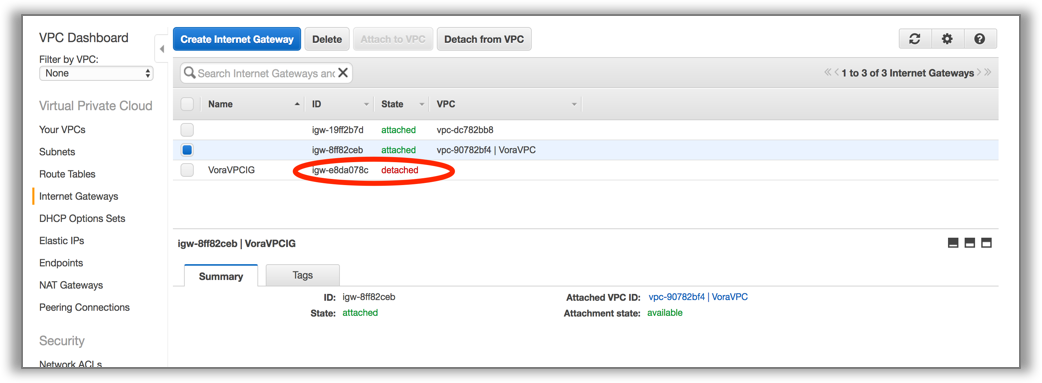 VPC Dashboard
Filter by VPC:
None
Virtual Private Cloud
Your VPCs
Subnets
Route Tables
Internet Gateways
DHCP Options Sets
Elastic IPs
Endpoints
NAT Gateways
Peering Connections
Security
Network ACLs
Create Internet Gateway Delete Attach to VPC Detach from VPC
Search Internet Gateways and 1 to 3 of 3 Internet Gateways
Name ID State VPC
igw-19ff2b7d attached vpc-dc782bb8
igw-8ff82ceb attached vpc-90782bf4 | VoraVPC
VoraVPCIG igw-e8da078c detached
igw-8ff82ceb | VoraVPCIG
Summary Tags
ID: igw-8ff82ceb Attached VPC ID: vpc-90782bf4 | VoraVPC
State: attached Attachment state: available